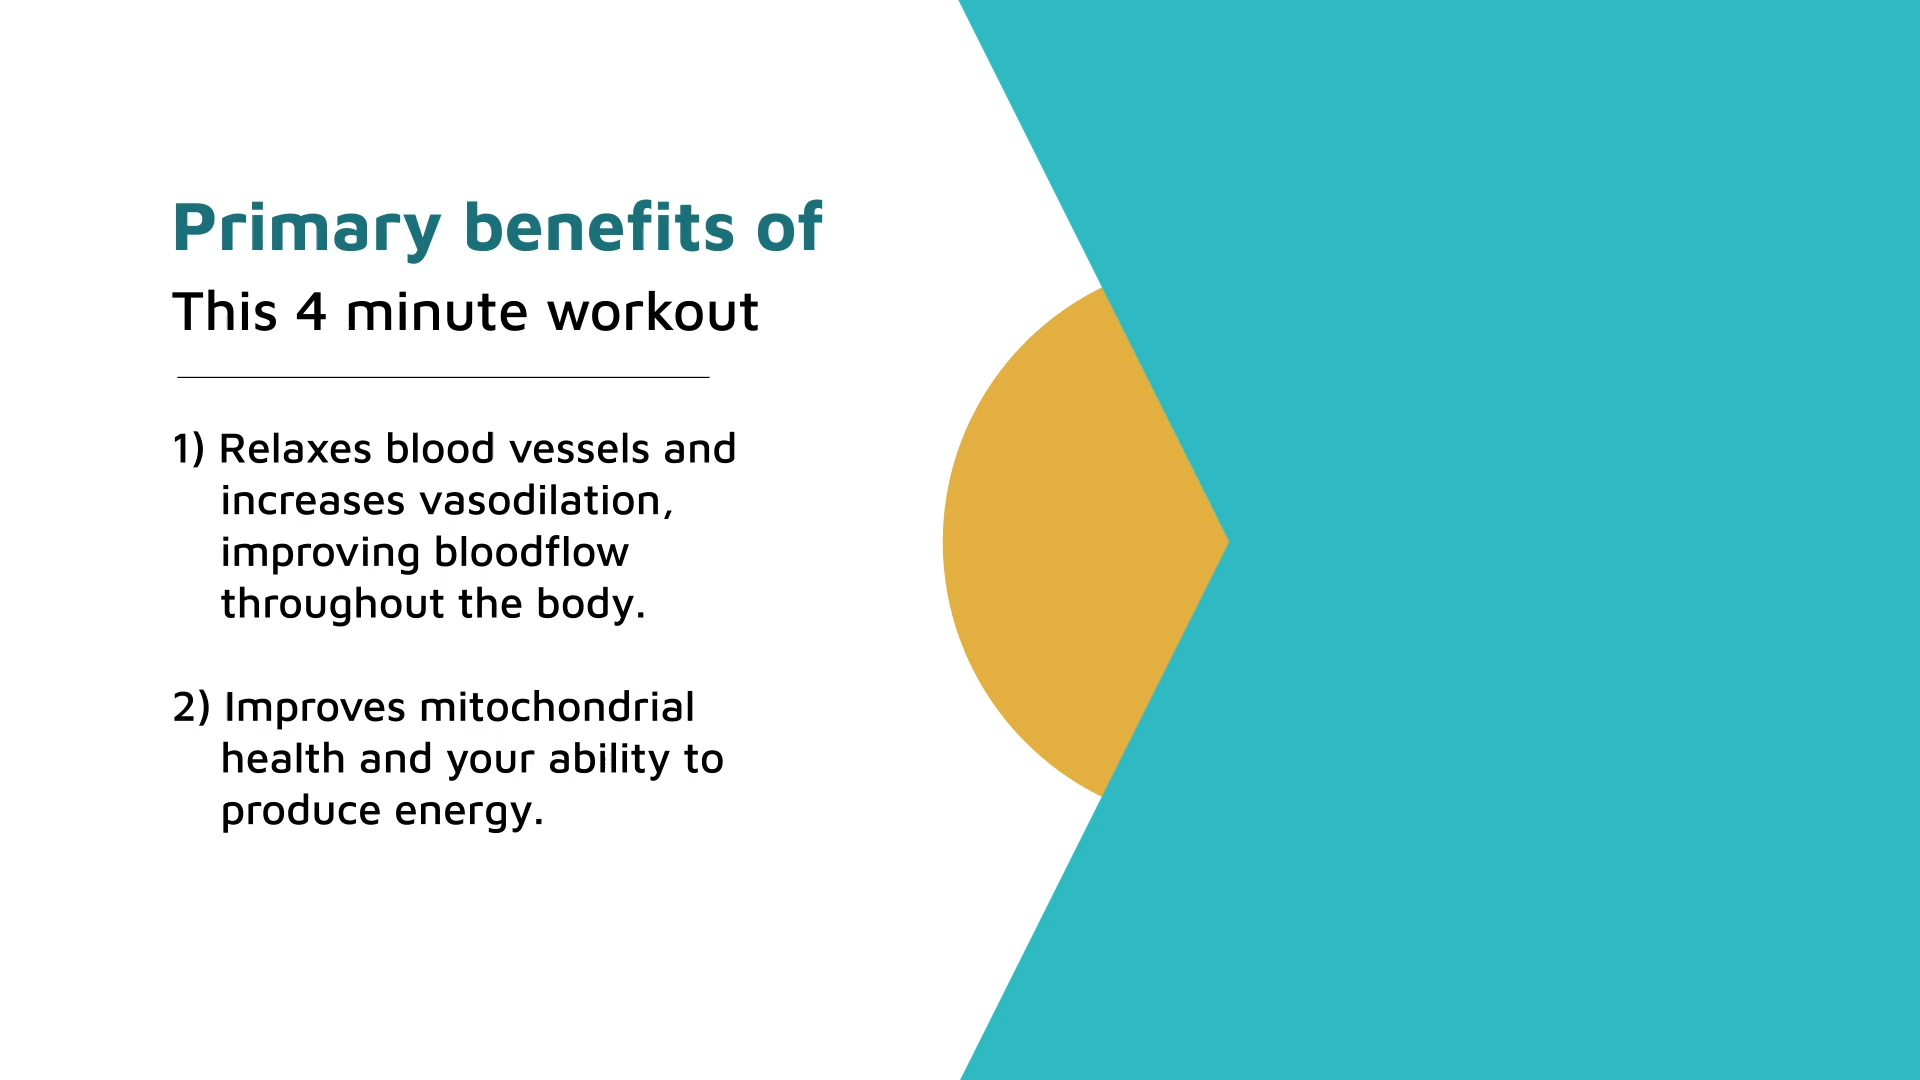 Primary benefits of
This 4 minute workout
1) Relaxes blood vessels and
increases vasodilation,
improving bloodflow
throughout the body.
2) Improves mitochondrial
health and your ability to
produce energy.